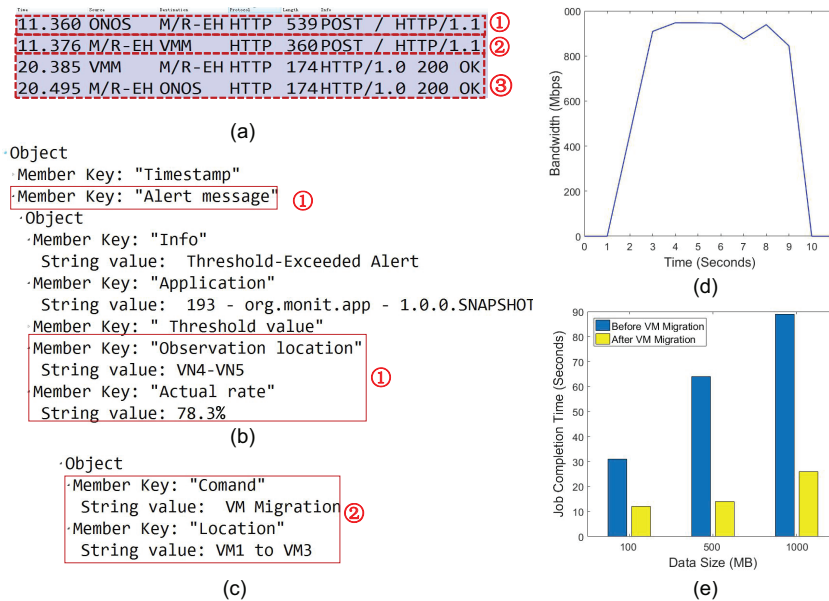 Time Source Destination Protocol Length Info
11.360 ONOS M/R-EH HTTP 539 POST / HTTP/1.1 ①
11.376 M/R-EH VMM HTTP 360 POST / HTTP/1.1 ②
20.385 VMM M/R-EH HTTP 174 HTTP/1.0 200 OK
20.495 M/R-EH ONOS HTTP 174 HTTP/1.0 200 OK ③
(a)
Object
Member Key: "Timestamp"
Member Key: "Alert message" ①
Object
Member Key: "Info"
String value: Threshold-Exceeded Alert
Member Key: "Application"
String value: 193 - org.monit.app - 1.0.0.SNAPSHOT
Member Key: " Threshold value"
Member Key: "Observation location"
String value: VN4-VN5
①
Member Key: "Actual rate"
String value: 78.3%
(b)
Object
Member Key: "Comand"
String value: VM Migration
②
Member Key: "Location"
String value: VM1 to VM3
(c)
Bandwidth (Mbps)
000
800
600
400
200
0
0 1 2 3 4 5 6 7 8 9 10
Time (Seconds)
(d)
Job Completion Time (Seconds)
90
80
70
60
50
40
30
20
10
0
Before VM Migration
After VM Migration
100 500 1000
Data Size (MB)
(e)